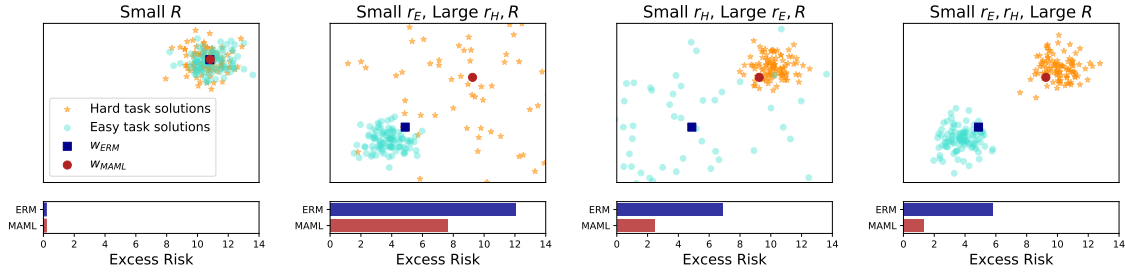 Small R
Small r_E, Large r_H, R
Small r_H, Large r_E, R
Small r_E, r_H, Large R
Hard task solutions
Easy task solutions
w_ERM
w_MAML
ERM
MAML
0 2 4 6 8 10 12 14
Excess Risk
ERM
MAML
0 2 4 6 8 10 12 14
Excess Risk
ERM
MAML
0 2 4 6 8 10 12 14
Excess Risk
ERM
MAML
0 2 4 6 8 10 12 14
Excess Risk